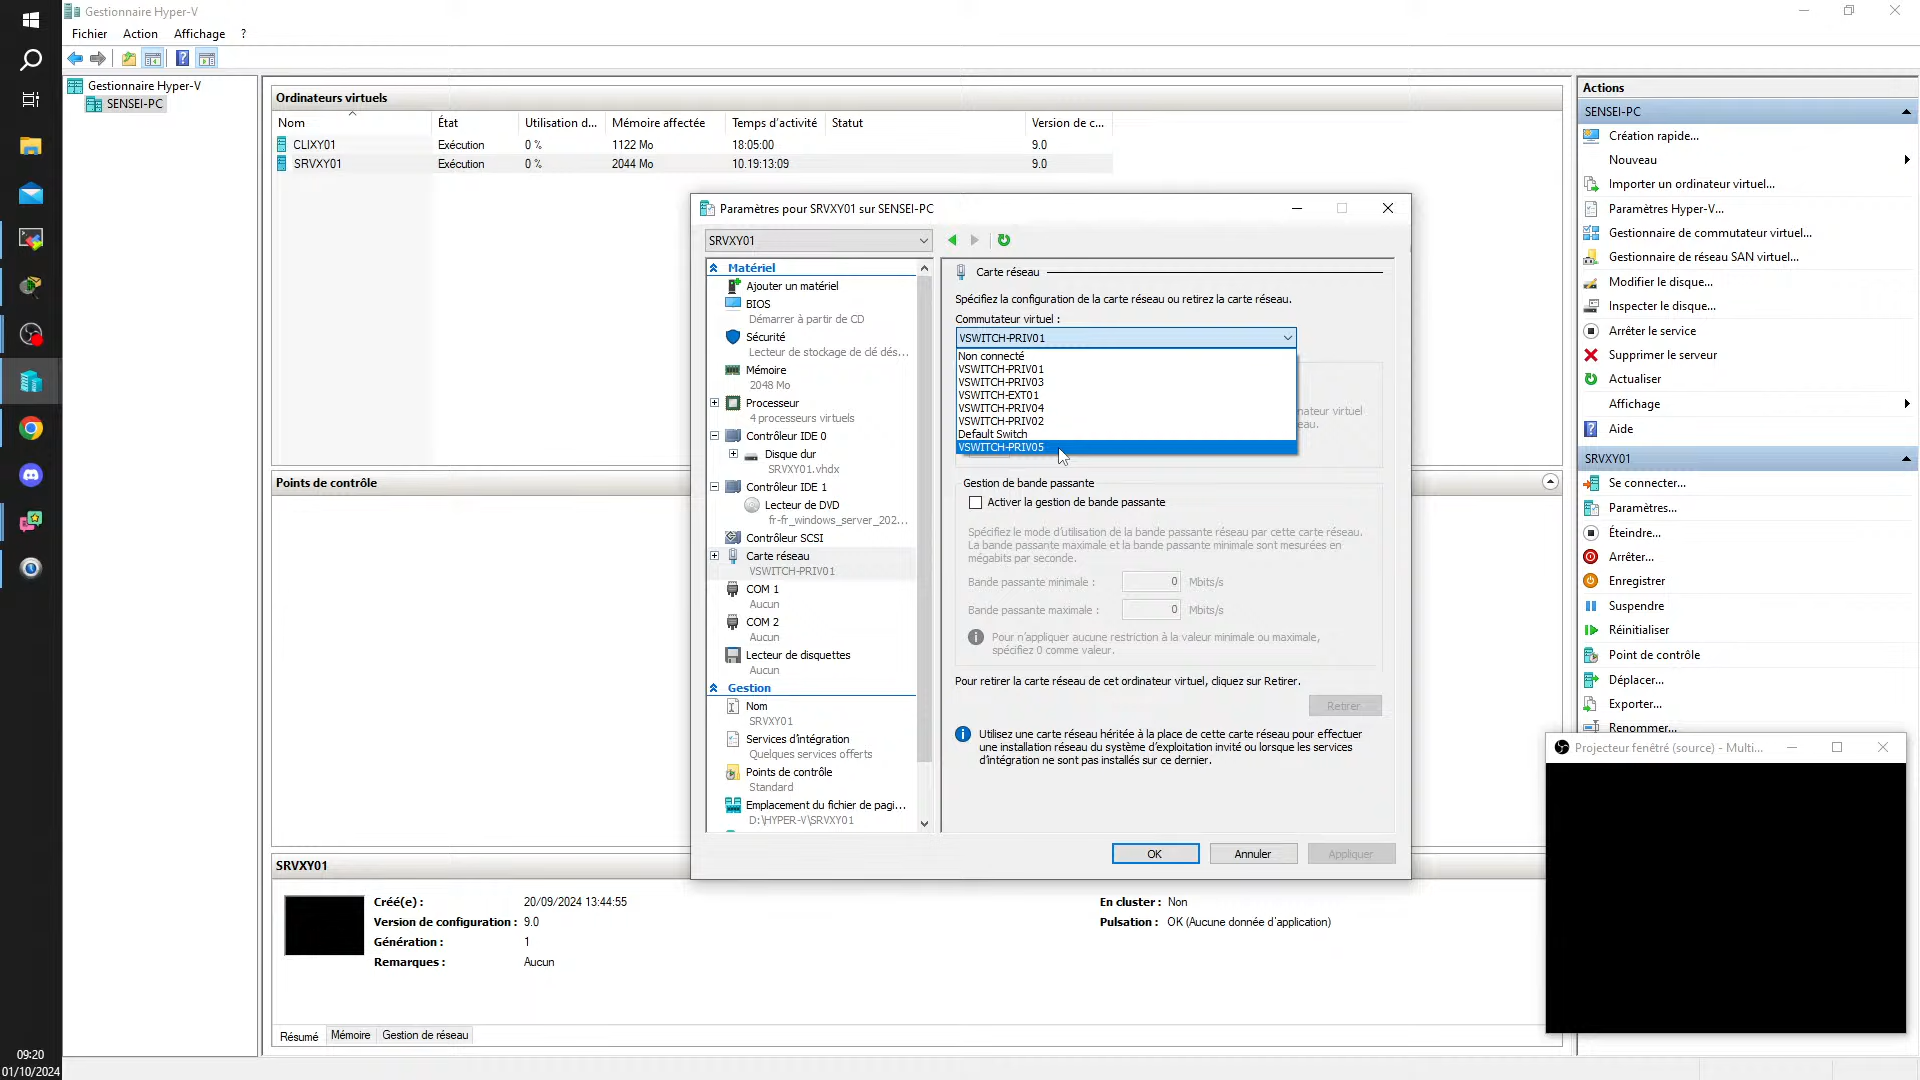 Gestionnaire Hyper-V
Fichier Action Affichage ?
Gestionnaire Hyper-V
SENSEI-PC
Ordinateurs virtuels
Nom État Utilisation d... Mémoire affectée Temps d'activité Statut Version de c...
CLIXY01 Exécution 0 % 1122 Mo 18:05:00 9.0
SRVXY01 Exécution 0 % 2044 Mo 10.19:13:09 9.0
Points de contrôle
SRVXY01
Créé(e) : 20/09/2024 13:44:55 En cluster : Non
Version de configuration : 9.0 Pulsation : OK (Aucune donnée d'application)
Génération : 1
Remarques : Aucun
Résumé Mémoire Gestion de réseau
Paramètres pour SRVXY01 sur SENSEI-PC
SRVXY01
Matériel
Ajouter un matériel
BIOS
Démarrer à partir de CD
Sécurité
Lecteur de stockage de clé dés...
Mémoire
2048 Mo
Processeur
4 processeurs virtuels
Contrôleur IDE 0
Disque dur
SRVXY01.vhdx
Contrôleur IDE 1
Lecteur de DVD
fr-fr_windows_server_202...
Contrôleur SCSI
Carte réseau
VSWITCH-PRIV01
COM 1
Aucun
COM 2
Aucun
Lecteur de disquettes
Aucun
Gestion
Nom
SRVXY01
Services d'intégration
Quelques services offerts
Points de contrôle
Standard
Emplacement du fichier de pagi...
D:\HYPER-V\SRVXY01
Carte réseau
Spécifiez la configuration de la carte réseau ou retirez la carte réseau.
Commutateur virtuel :
VSWITCH-PRIV01
Non connecté
VSWITCH-PRIV01
VSWITCH-PRIV03
VSWITCH-EXT01
VSWITCH-PRIV04
VSWITCH-PRIV02
Default Switch
VSWITCH-PRIV05
nateur virtuel
eau.
Gestion de bande passante
Activer la gestion de bande passante
Spécifiez le mode d'utilisation de la bande passante réseau par cette carte réseau.
La bande passante maximale et la bande passante minimale sont mesurées en
mégabits par seconde.
Bande passante minimale : 0 Mbits/s
Bande passante maximale : 0 Mbits/s
Pour n'appliquer aucune restriction à la valeur minimale ou maximale,
spécifiez 0 comme valeur.
Pour retirer la carte réseau de cet ordinateur virtuel, cliquez sur Retirer.
Retirer
Utilisez une carte réseau héritée à la place de cette carte réseau pour effectuer
une installation réseau du système d'exploitation invité ou lorsque les services
d'intégration ne sont pas installés sur ce dernier.
OK Annuler Appliquer
Actions
SENSEI-PC
Création rapide...
Nouveau
Importer un ordinateur virtuel...
Paramètres Hyper-V...
Gestionnaire de commutateur virtuel...
Gestionnaire de réseau SAN virtuel...
Modifier le disque...
Inspecter le disque...
Arrêter le service
Supprimer le serveur
Actualiser
Affichage
Aide
SRVXY01
Se connecter...
Paramètres...
Éteindre...
Arrêter...
Enregistrer
Suspendre
Réinitialiser
Point de contrôle
Déplacer...
Exporter...
Renommer...
Projecteur fenêtré (source) - Multi...
09:20
01/10/2024